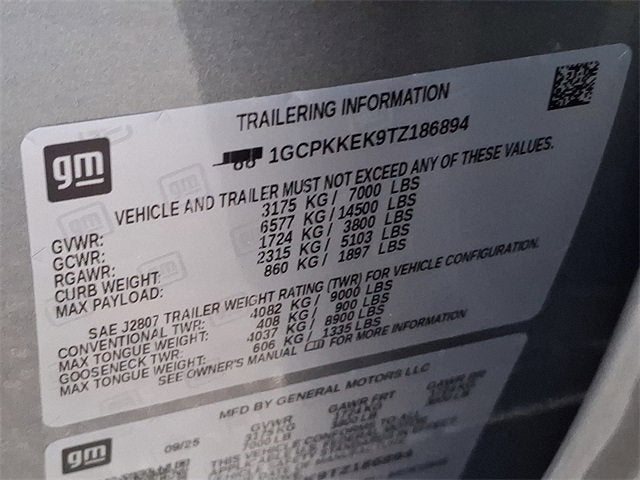 TRAILERING INFORMATION
gm
1GCPKKEK9TZ186894
VEHICLE AND TRAILER MUST NOT EXCEED ANY OF THESE VALUES.
GVWR: 3175 KG / 7000 LBS
GCWR: 6577 KG / 14500 LBS
RGAWR: 1724 KG / 3800 LBS
CURB WEIGHT: 2315 KG / 5103 LBS
MAX PAYLOAD: 860 KG / 1897 LBS
SAE J2807 TRAILER WEIGHT RATING (TWR) FOR VEHICLE CONFIGURATION.
CONVENTIONAL TWR: 4082 KG / 9000 LBS
MAX TONGUE WEIGHT: 408 KG / 900 LBS
GOOSENECK TWR: 4037 KG / 8900 LBS
MAX TONGUE WEIGHT: 606 KG / 1335 LBS
SEE OWNER'S MANUAL FOR MORE INFORMATION
MFD BY GENERAL MOTORS LLC
gm
09/25 GVWR GAWR FRT GAWR RR